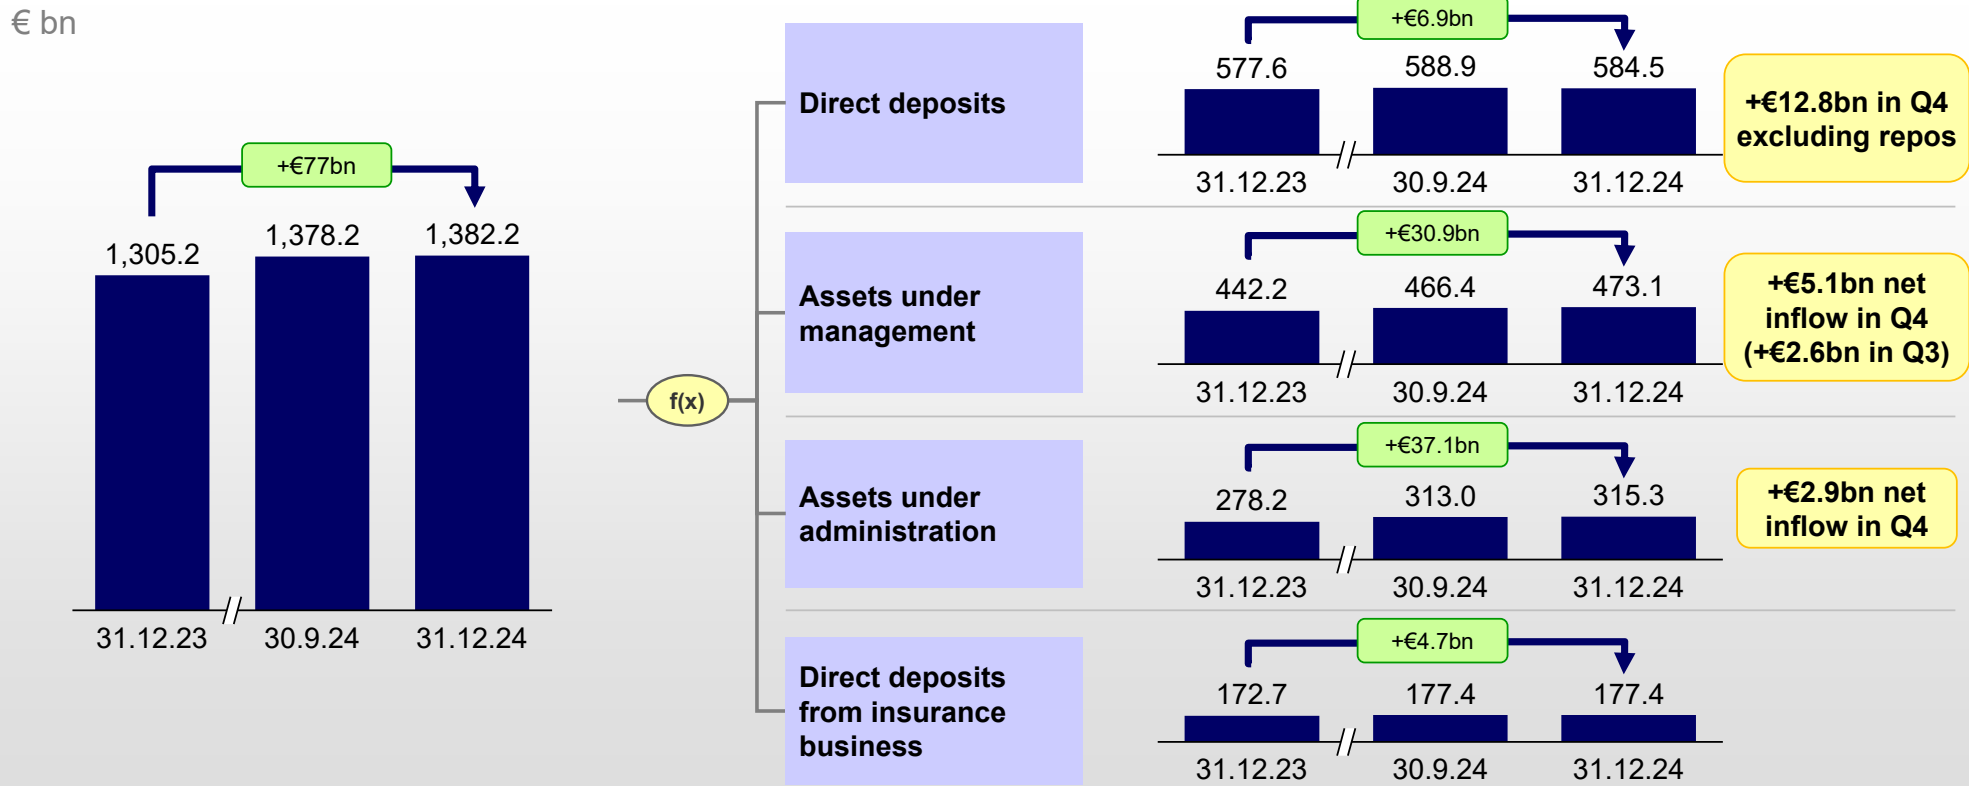 € bn
+€77bn
1,305.2
1,378.2
1,382.2
31.12.23
30.9.24
31.12.24
f(x)
Direct deposits
+€6.9bn
577.6
588.9
584.5
31.12.23
30.9.24
31.12.24
+€12.8bn in Q4
excluding repos
Assets under
management
+€30.9bn
442.2
466.4
473.1
31.12.23
30.9.24
31.12.24
+€5.1bn net
inflow in Q4
(+€2.6bn in Q3)
Assets under
administration
+€37.1bn
278.2
313.0
315.3
31.12.23
30.9.24
31.12.24
+€2.9bn net
inflow in Q4
Direct deposits
from insurance
business
+€4.7bn
172.7
177.4
177.4
31.12.23
30.9.24
31.12.24